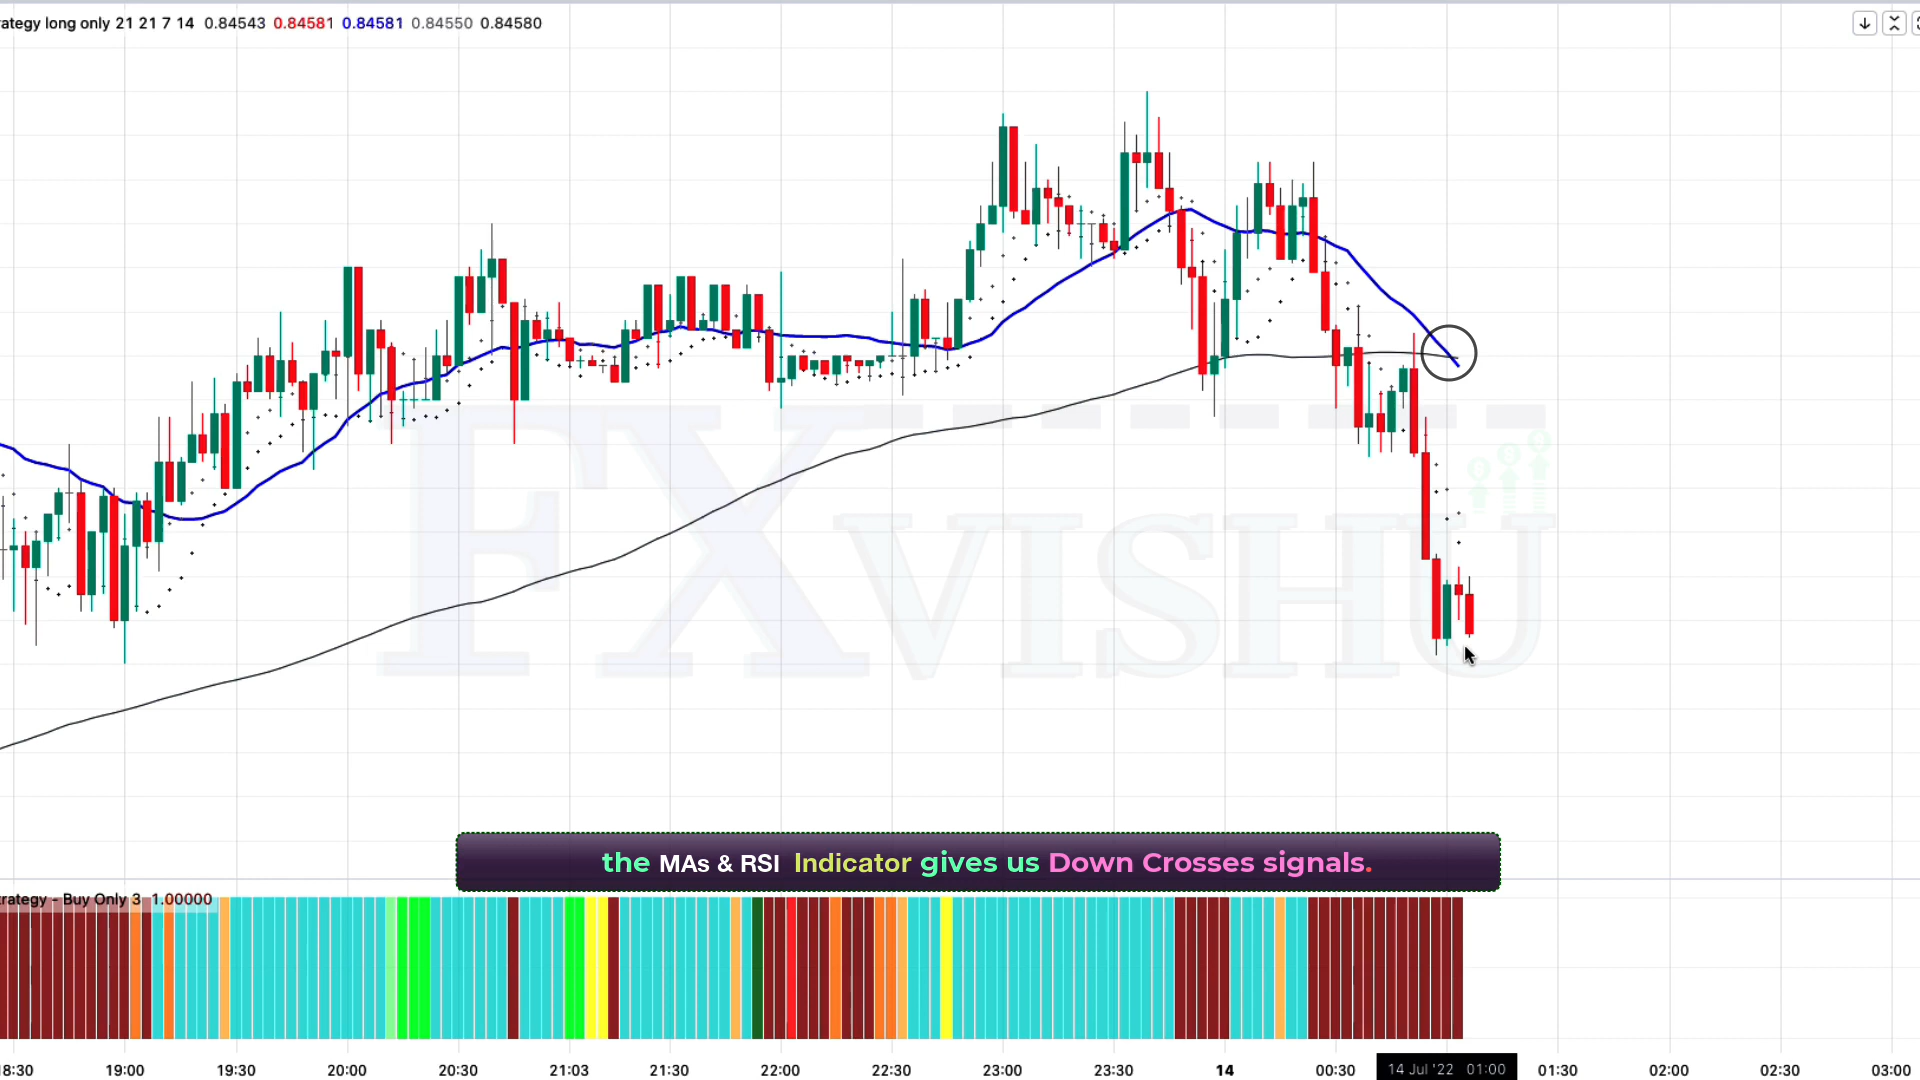 ategy long only 21 21 7 14 0.84543 0.84581 0.84581 0.84550 0.84580
FXVISHU
the MAs & RSI Indicator gives us Down Crosses signals.
rategy - Buy Only 3 1.00000
8:30 19:00 19:30 20:00 20:30 21:03 21:30 22:00 22:30 23:00 23:30 14 00:30 14 Jul '22 01:00 01:30 02:00 02:30 03:00